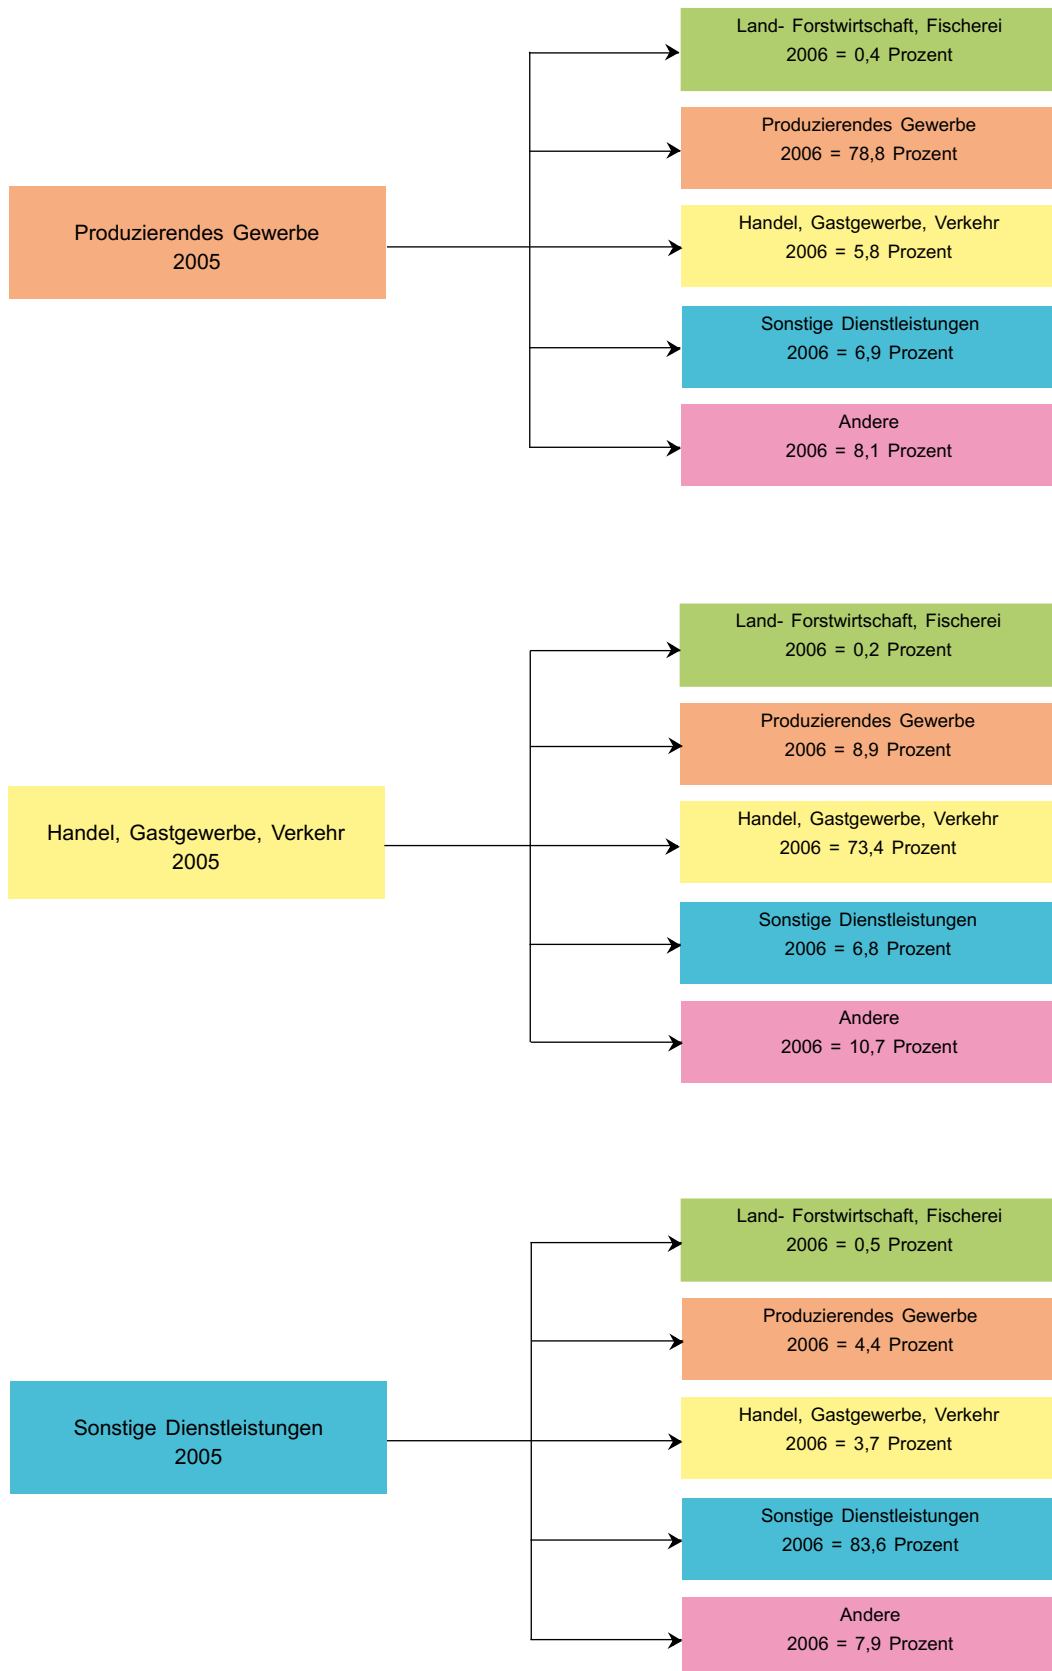 Produzierendes Gewerbe
2005
Land- Forstwirtschaft, Fischerei
2006 = 0,4 Prozent
Produzierendes Gewerbe
2006 = 78,8 Prozent
Handel, Gastgewerbe, Verkehr
2006 = 5,8 Prozent
Sonstige Dienstleistungen
2006 = 6,9 Prozent
Andere
2006 = 8,1 Prozent
Handel, Gastgewerbe, Verkehr
2005
Land- Forstwirtschaft, Fischerei
2006 = 0,2 Prozent
Produzierendes Gewerbe
2006 = 8,9 Prozent
Handel, Gastgewerbe, Verkehr
2006 = 73,4 Prozent
Sonstige Dienstleistungen
2006 = 6,8 Prozent
Andere
2006 = 10,7 Prozent
Sonstige Dienstleistungen
2005
Land- Forstwirtschaft, Fischerei
2006 = 0,5 Prozent
Produzierendes Gewerbe
2006 = 4,4 Prozent
Handel, Gastgewerbe, Verkehr
2006 = 3,7 Prozent
Sonstige Dienstleistungen
2006 = 83,6 Prozent
Andere
2006 = 7,9 Prozent